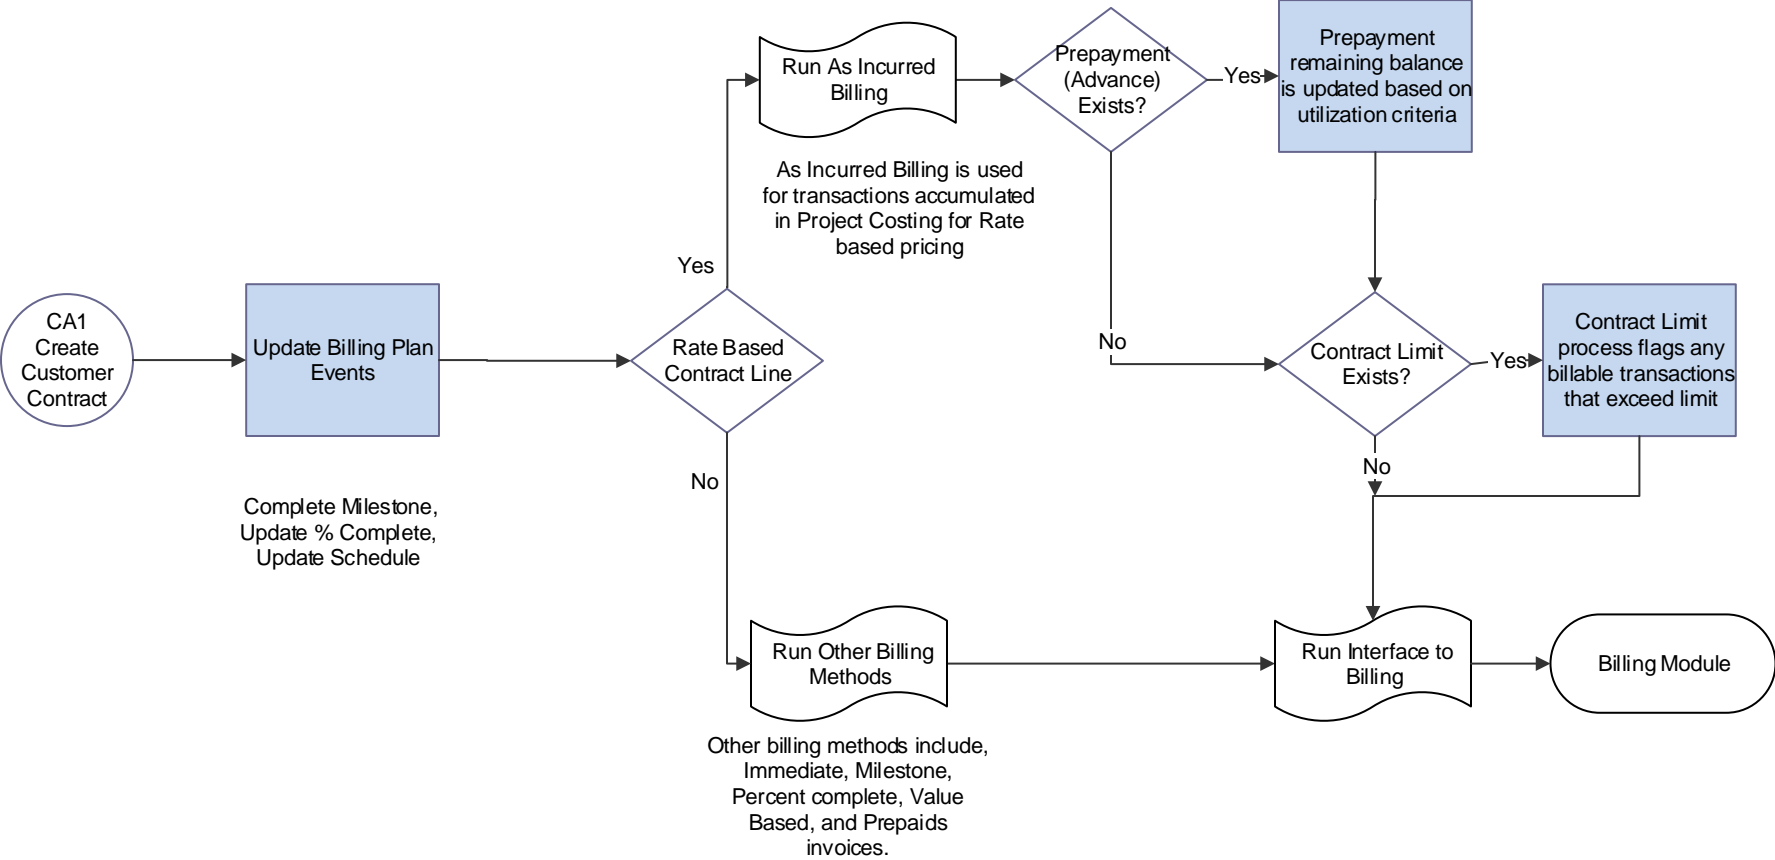 CA1
Create
Customer
Contract
Update Billing Plan
Events
Complete Milestone,
Update % Complete,
Update Schedule
Rate Based
Contract Line
Yes
No
Run As Incurred
Billing
As Incurred Billing is used
for transactions accumulated
in Project Costing for Rate
based pricing
Prepayment
(Advance)
Exists?
Yes
No
Prepayment
remaining balance
is updated based on
utilization criteria
Contract Limit
Exists?
Yes
No
Contract Limit
process flags any
billable transactions
that exceed limit
Run Other Billing
Methods
Other billing methods include,
Immediate, Milestone,
Percent complete, Value
Based, and Prepaids
invoices.
Run Interface to
Billing
Billing Module